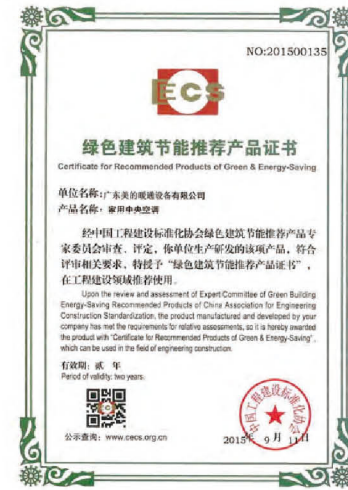 NO:201500135
ECS
绿色建筑节能推荐产品证书
Certificate for Recommended Products of Green & Energy-Saving
单位名称:广东美的暖通设备有限公司
产品名称: 家用中央空调
经中国工程建设标准化协会绿色建筑节能推荐产品专
家委员会审查、评定，你单位生产研发的该项产品，符合
评审相关要求，特授予“绿色建筑节能推荐产品证书”，
在工程建设领域推荐使用。
Upon the review and assessment of Expert Committee of Green Building
Energy-Saving Recommended Products of China Association for Engineering
Construction Standardization, the product manufactured and developed by your
company has met the requirements for relative assessments, so it is hereby awarded
the product with "Certificate for Recommended Products of Green & Energy-Saving",
which can be used in the field of engineering construction.
有效期: 贰 年
Period of validity: two years.
公示查询: www.cecs.org.cn
中国工程建设标准化协会
2015年 9 月 11日